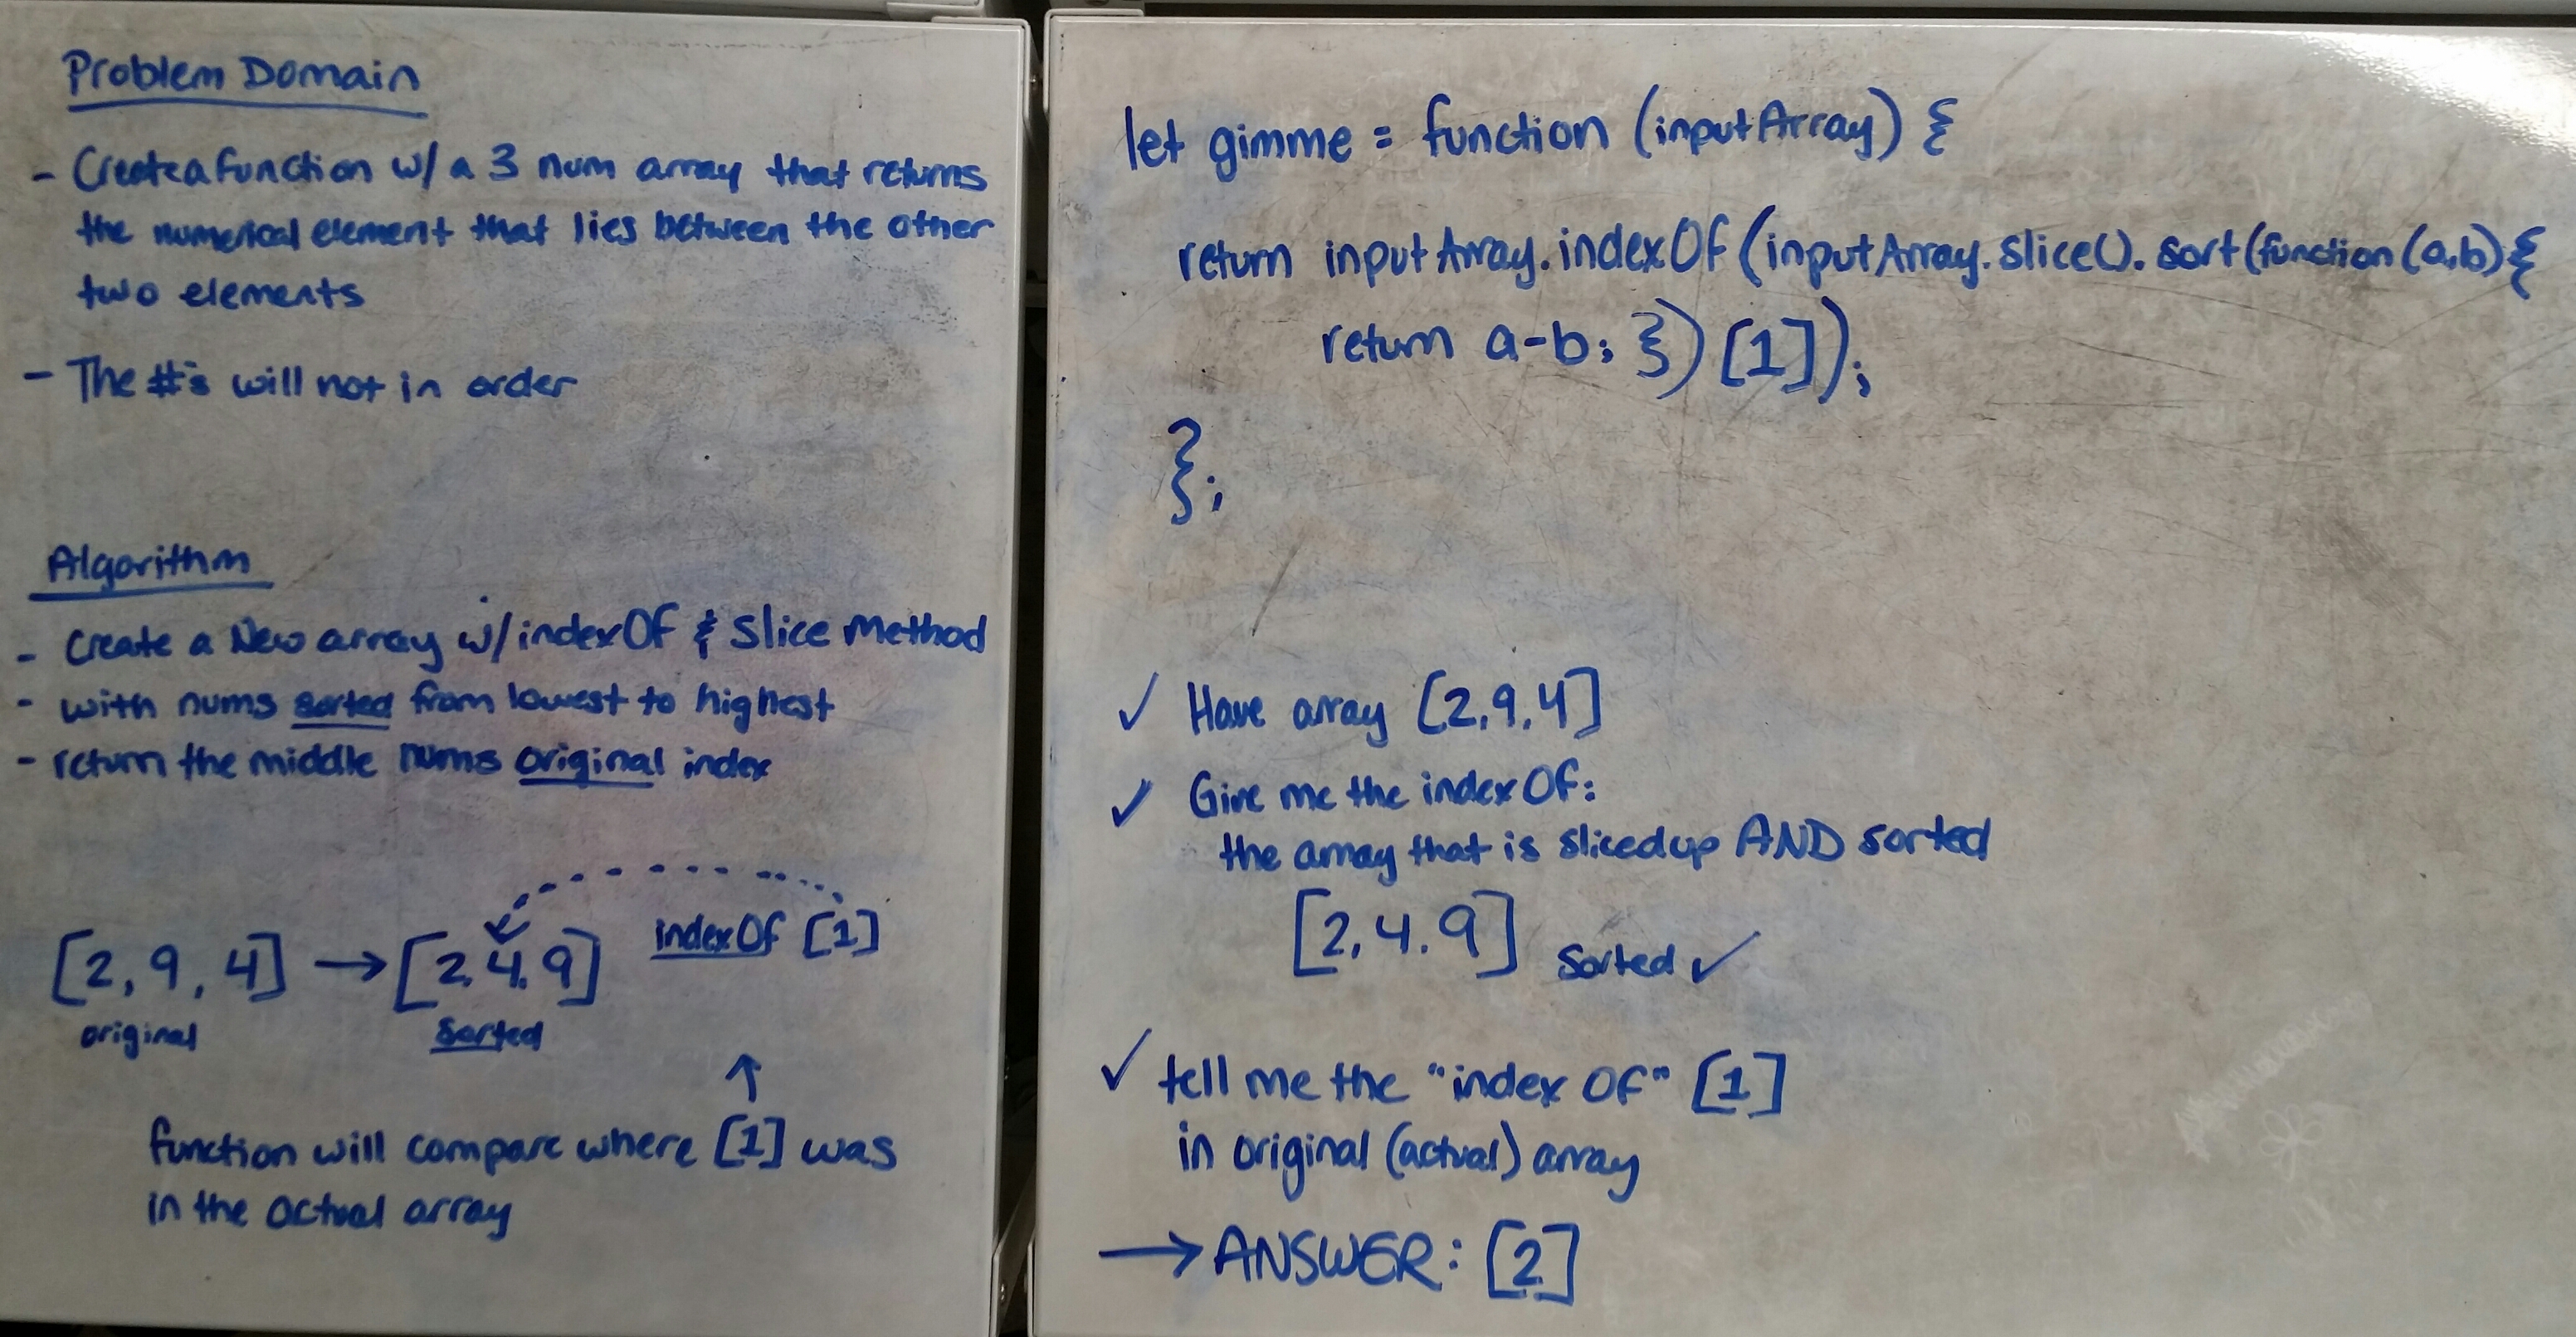 Problem Domain
- Create a function w/ a 3 num array that returns
the numerical element that lies between the other
two elements
- The #'s will not in order
Algorithm
- Create a New array w/ indexOf & Slice Method
- with nums sorted from lowest to highest
- return the middle nums original index
[2, 9, 4] → [2, 4, 9] indexOf [1]
original sorted
↑
function will compare where [1] was
in the actual array
let gimme = function (inputArray) {
return inputArray.indexOf(inputArray.slice().sort(function(a,b){
return a-b; })[1]);
};
✓ Have array [2,9,4]
✓ Give me the indexOf:
the array that is sliced up AND sorted
[2,4,9] Sorted ✓
✓ tell me the "index Of" [1]
in original (actual) array
→ ANSWER: [2]